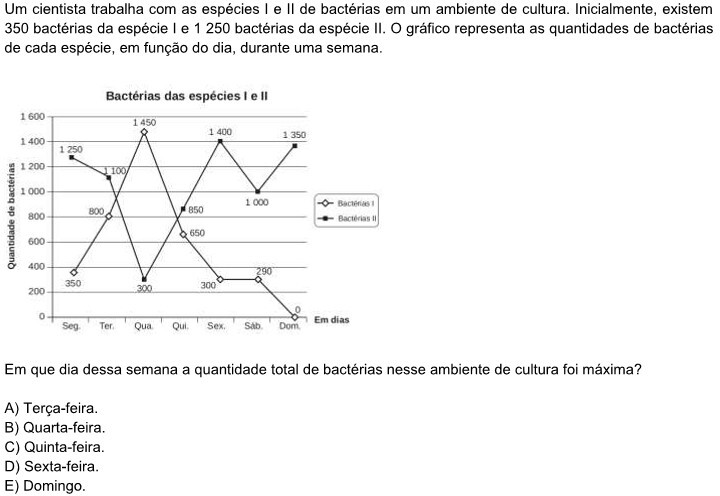 Um cientista trabalha com as espécies I e II de bactérias em um ambiente de cultura. Inicialmente, existem
350 bactérias da espécie I e 1 250 bactérias da espécie II. O gráfico representa as quantidades de bactérias
de cada espécie, em função do dia, durante uma semana.
Bactérias das espécies I e II
Quantidade de bactérias
1 600
1 400
1 200
1 000
800
600
400
200
0
1 250
1 100
1 450
1 400
1 350
800
850
1 000
650
350
300
300
290
0
Bactérias I
Bactérias II
Seg.
Ter.
Qua.
Qui.
Sex.
Sáb.
Dom.
Em dias
Em que dia dessa semana a quantidade total de bactérias nesse ambiente de cultura foi máxima?
A) Terça-feira.
B) Quarta-feira.
C) Quinta-feira.
D) Sexta-feira.
E) Domingo.